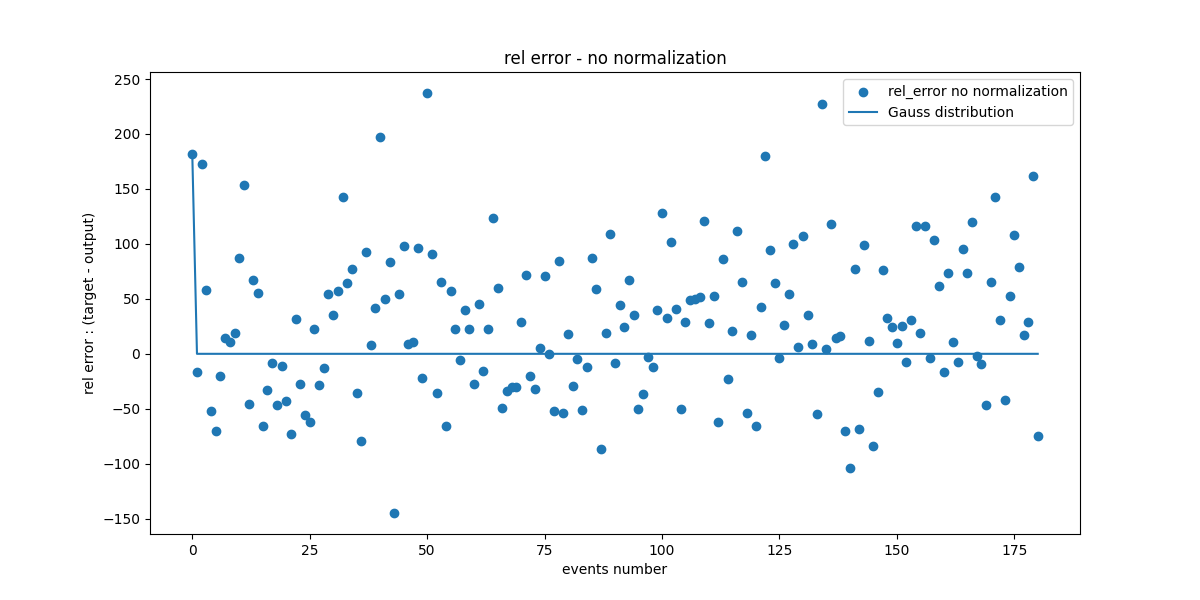 rel error - no normalization
rel_error no normalization
Gauss distribution
rel error : (target - output)
250
200
150
100
50
0
−50
−100
−150
0 25 50 75 100 125 150 175
events number